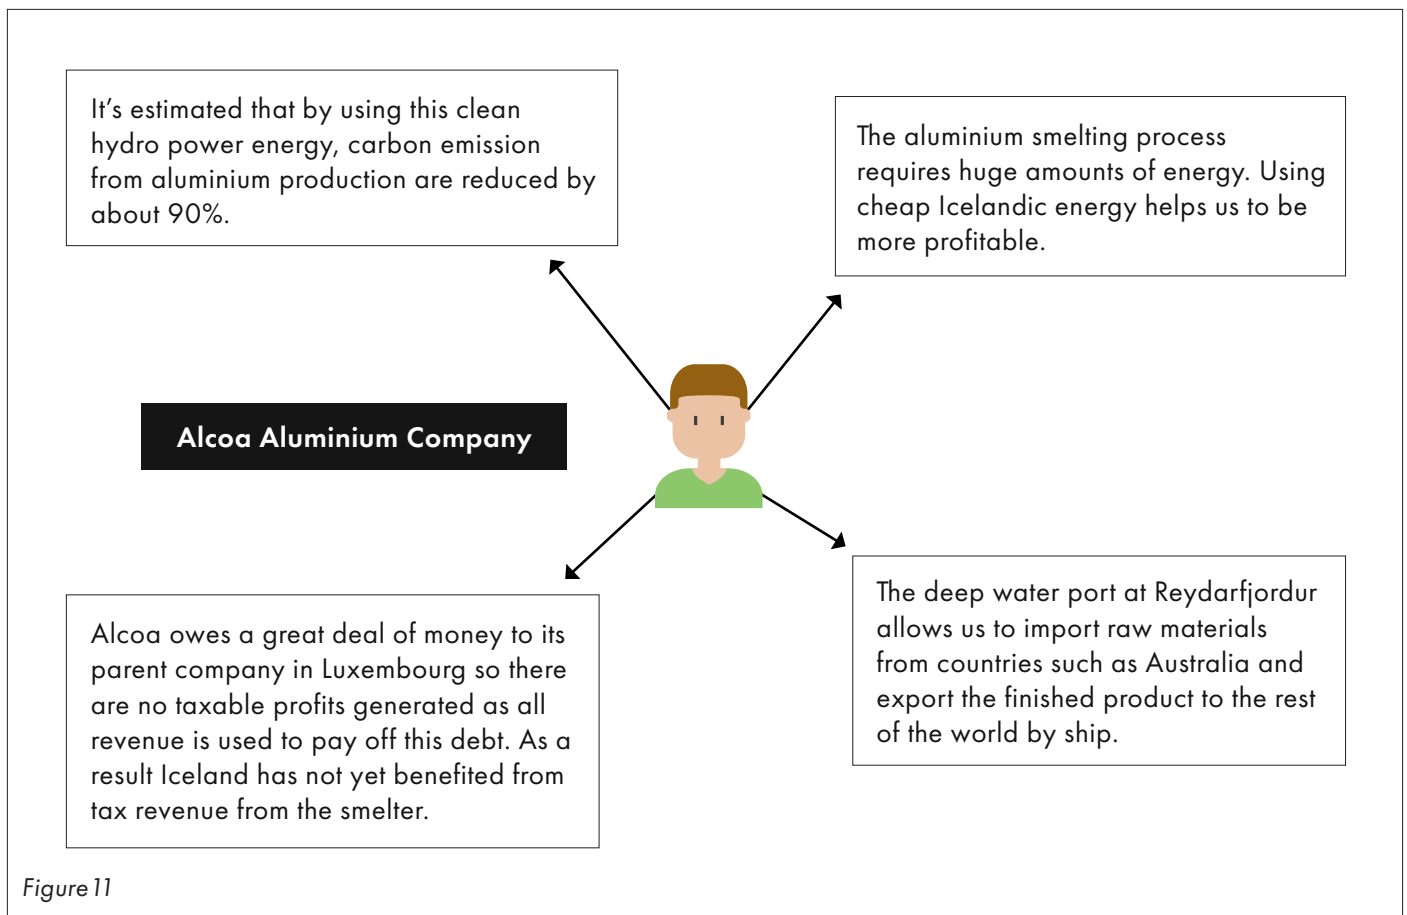 It's estimated that by using this clean
hydro power energy, carbon emission
from aluminium production are reduced by
about 90%.
The aluminium smelting process
requires huge amounts of energy. Using
cheap Icelandic energy helps us to be
more profitable.
Alcoa Aluminium Company
Alcoa owes a great deal of money to its
parent company in Luxembourg so there
are no taxable profits generated as all
revenue is used to pay off this debt. As a
result Iceland has not yet benefited from
tax revenue from the smelter.
The deep water port at Reydarfjordur
allows us to import raw materials
from countries such as Australia and
export the finished product to the rest
of the world by ship.
Figure11